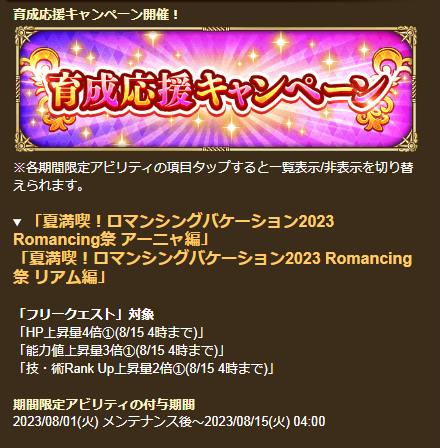 育成応援キャンペーン開催！
育成応援キャンペーン
※各期間限定アビリティの項目タップすると一覧表示/非表示を切り替
えられます。
▼ 「夏満喫！ロマンシングバケーション2023
Romancing祭 アーニャ編」
「夏満喫！ロマンシングバケーション2023 Romancing
祭 リアム編」
「フリークエスト」対象
「HP上昇量4倍①(8/15 4時まで)」
「能力値上昇量3倍①(8/15 4時まで)」
「技・術Rank Up上昇量2倍①(8/15 4時まで)」
期間限定アビリティの付与期間
2023/08/01(火) メンテナンス後～2023/08/15(火) 04:00